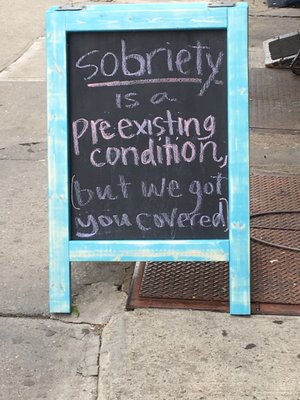 sobriety
is a
preexisting
condition,
(but we got
you covered)